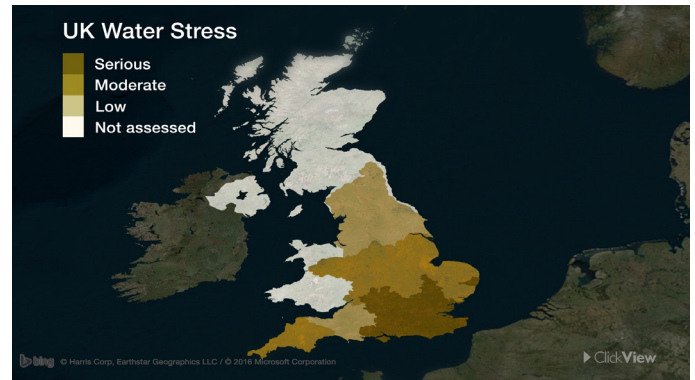 UK Water Stress
Serious
Moderate
Low
Not assessed
bing © Harris Corp, Earthstar Geographics LLC / © 2016 Microsoft Corporation
ClickView